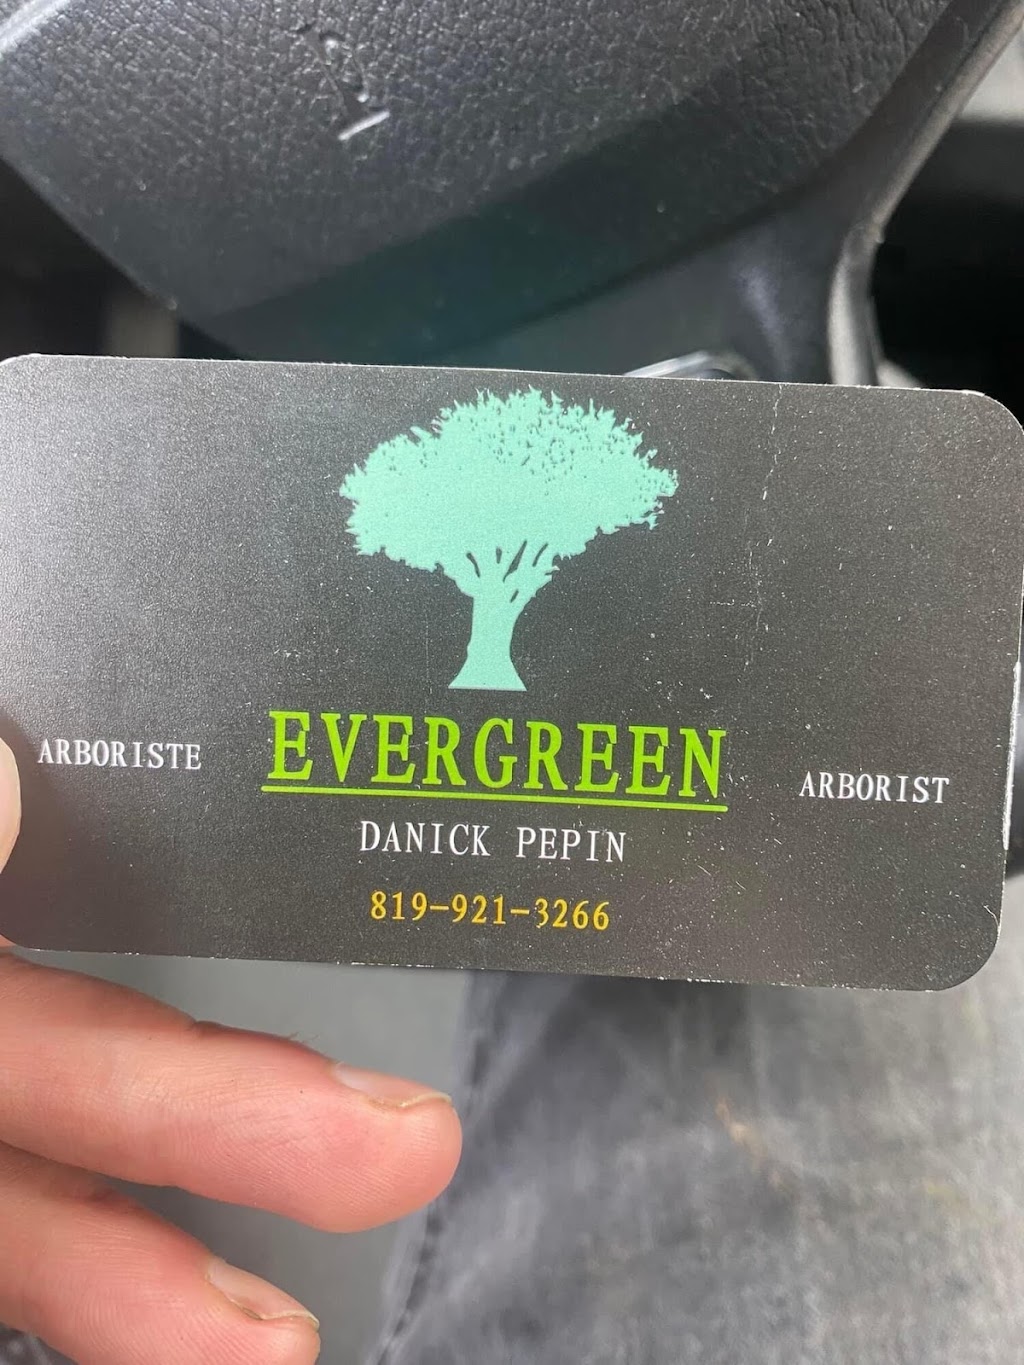 EVERGREEN
ARBORISTE
ARBORIST
DANICK PEPIN
819-921-3266